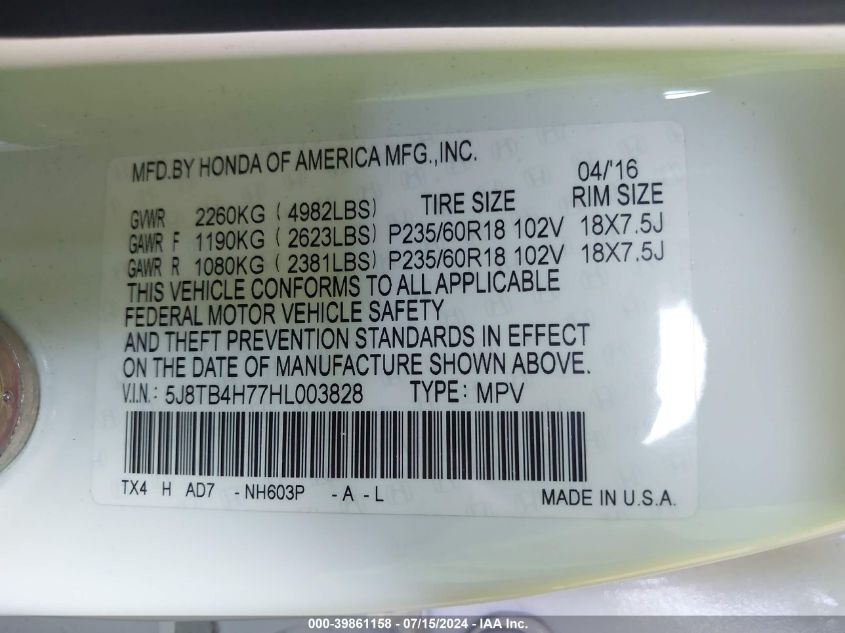 MFD.BY HONDA OF AMERICA MFG.,INC. 04/'16
GVWR 2260KG ( 4982LBS) TIRE SIZE RIM SIZE
GAWR F 1190KG ( 2623LBS) P235/60R18 102V 18X7.5J
GAWR R 1080KG ( 2381LBS) P235/60R18 102V 18X7.5J
THIS VEHICLE CONFORMS TO ALL APPLICABLE
FEDERAL MOTOR VEHICLE SAFETY
AND THEFT PREVENTION STANDARDS IN EFFECT
ON THE DATE OF MANUFACTURE SHOWN ABOVE.
V.I.N.: 5J8TB4H77HL003828 TYPE: MPV
TX4 H AD7 -NH603P -A -L MADE IN U.S.A.
000-39861158 - 07/15/2024 - IAA Inc.